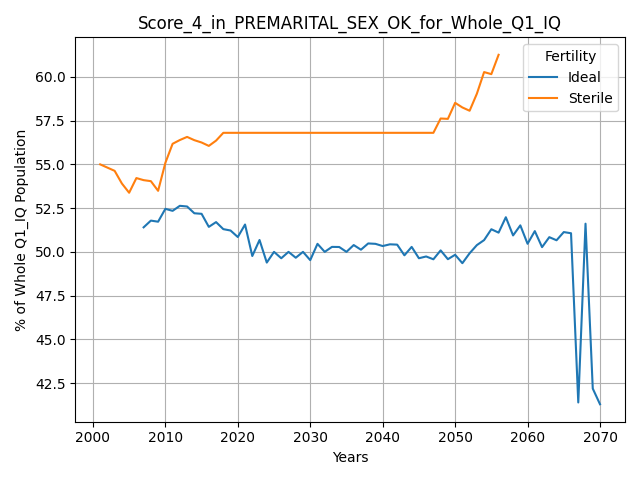 Score_4_in_PREMARITAL_SEX_OK_for_Whole_Q1_IQ
Fertility
Ideal
Sterile
% of Whole Q1_IQ Population
60.0
57.5
55.0
52.5
50.0
47.5
45.0
42.5
2000 2010 2020 2030 2040 2050 2060 2070
Years